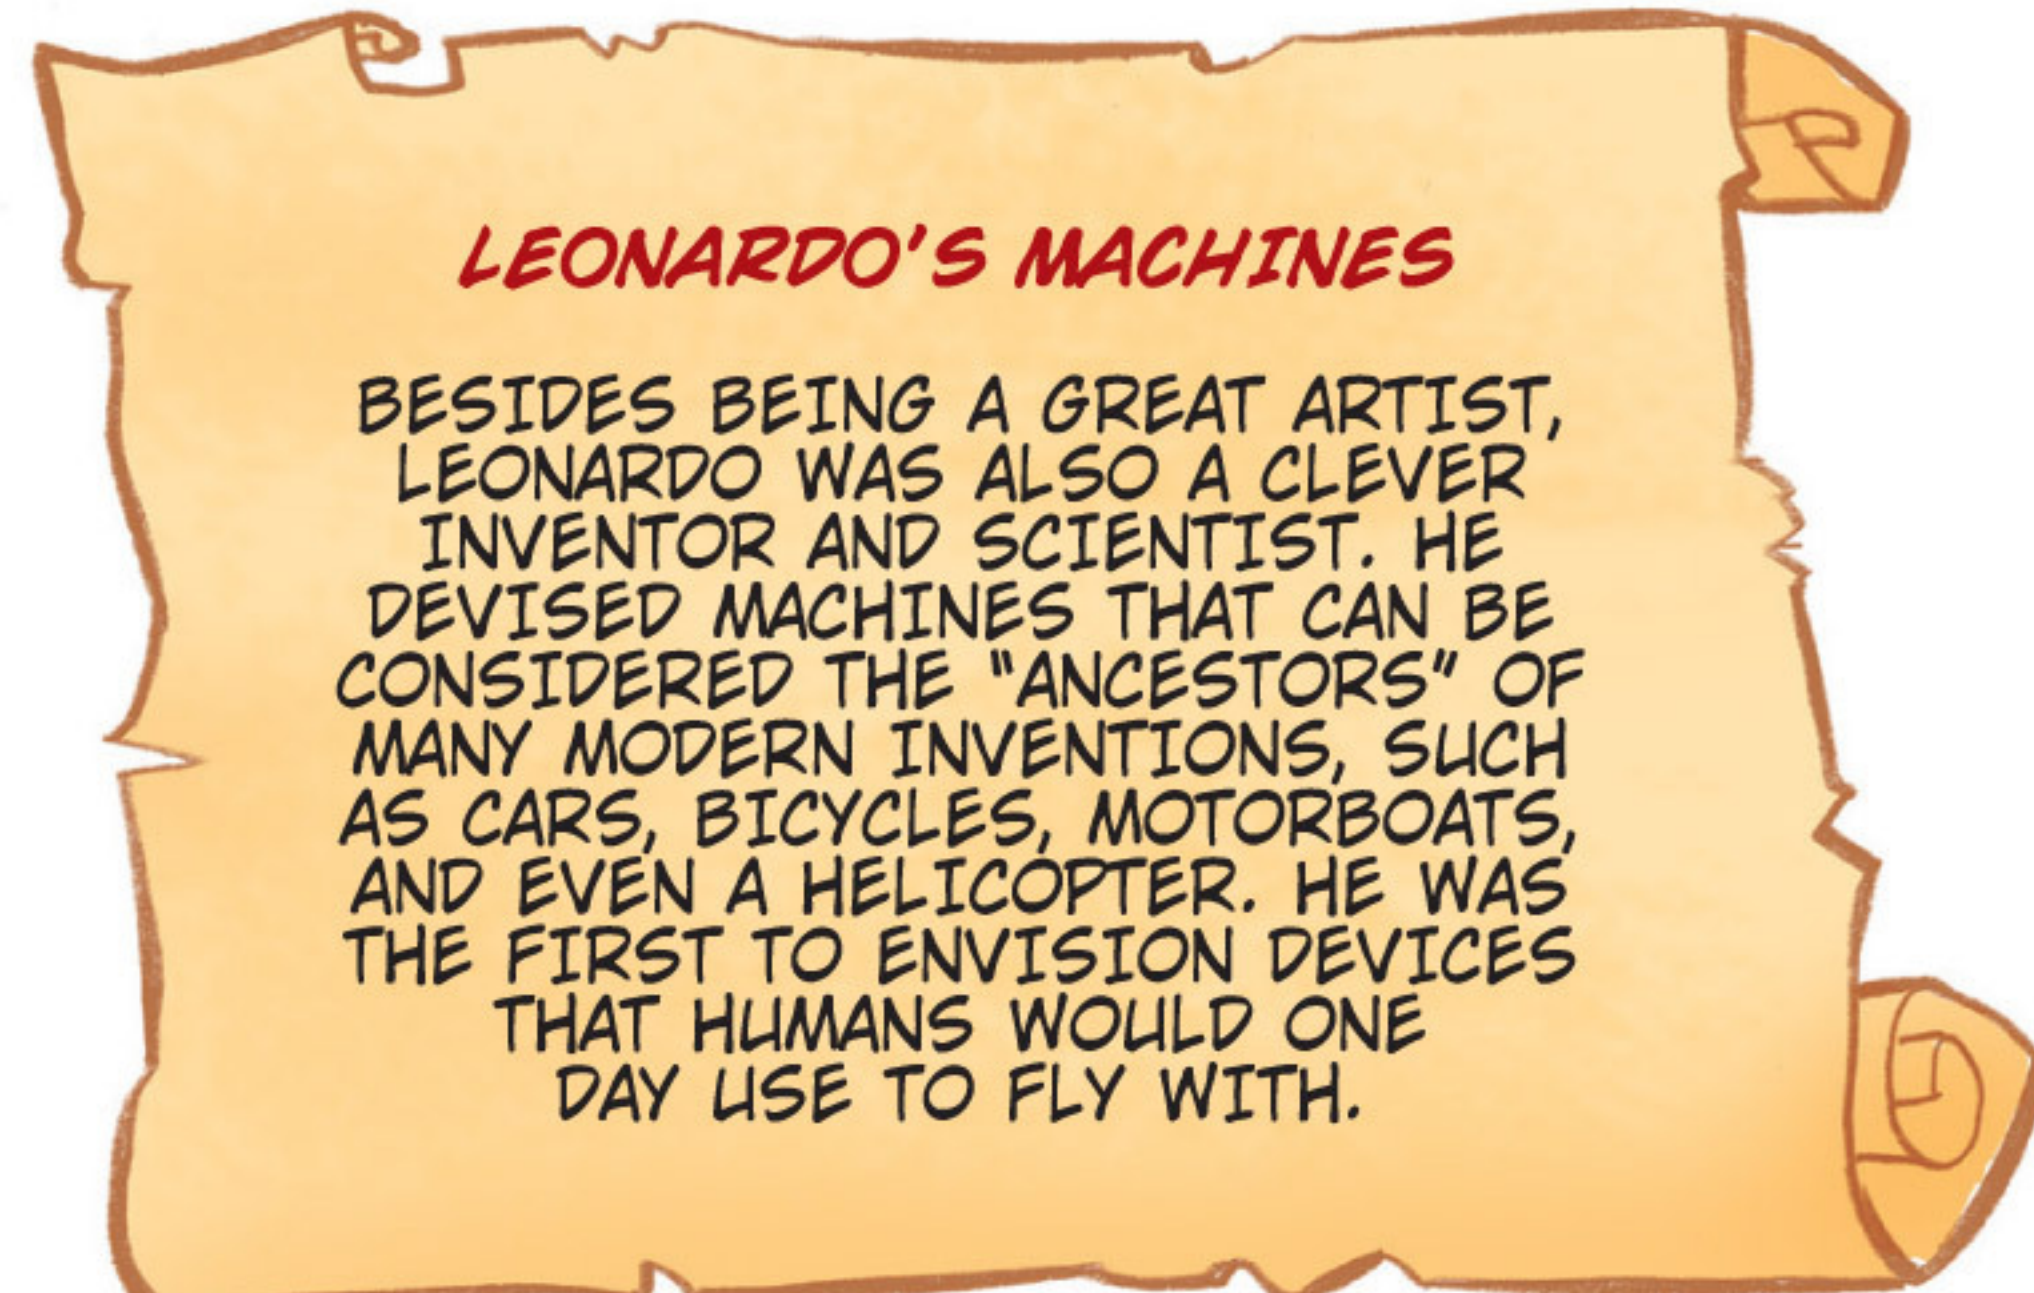 LEONARDO'S MACHINES
BESIDES BEING A GREAT ARTIST,
LEONARDO WAS ALSO A CLEVER
INVENTOR AND SCIENTIST. HE
DEVISED MACHINES THAT CAN BE
CONSIDERED THE "ANCESTORS" OF
MANY MODERN INVENTIONS, SUCH
AS CARS, BICYCLES, MOTORBOATS,
AND EVEN A HELICOPTER. HE WAS
THE FIRST TO ENVISION DEVICES
THAT HUMANS WOULD ONE
DAY USE TO FLY WITH.